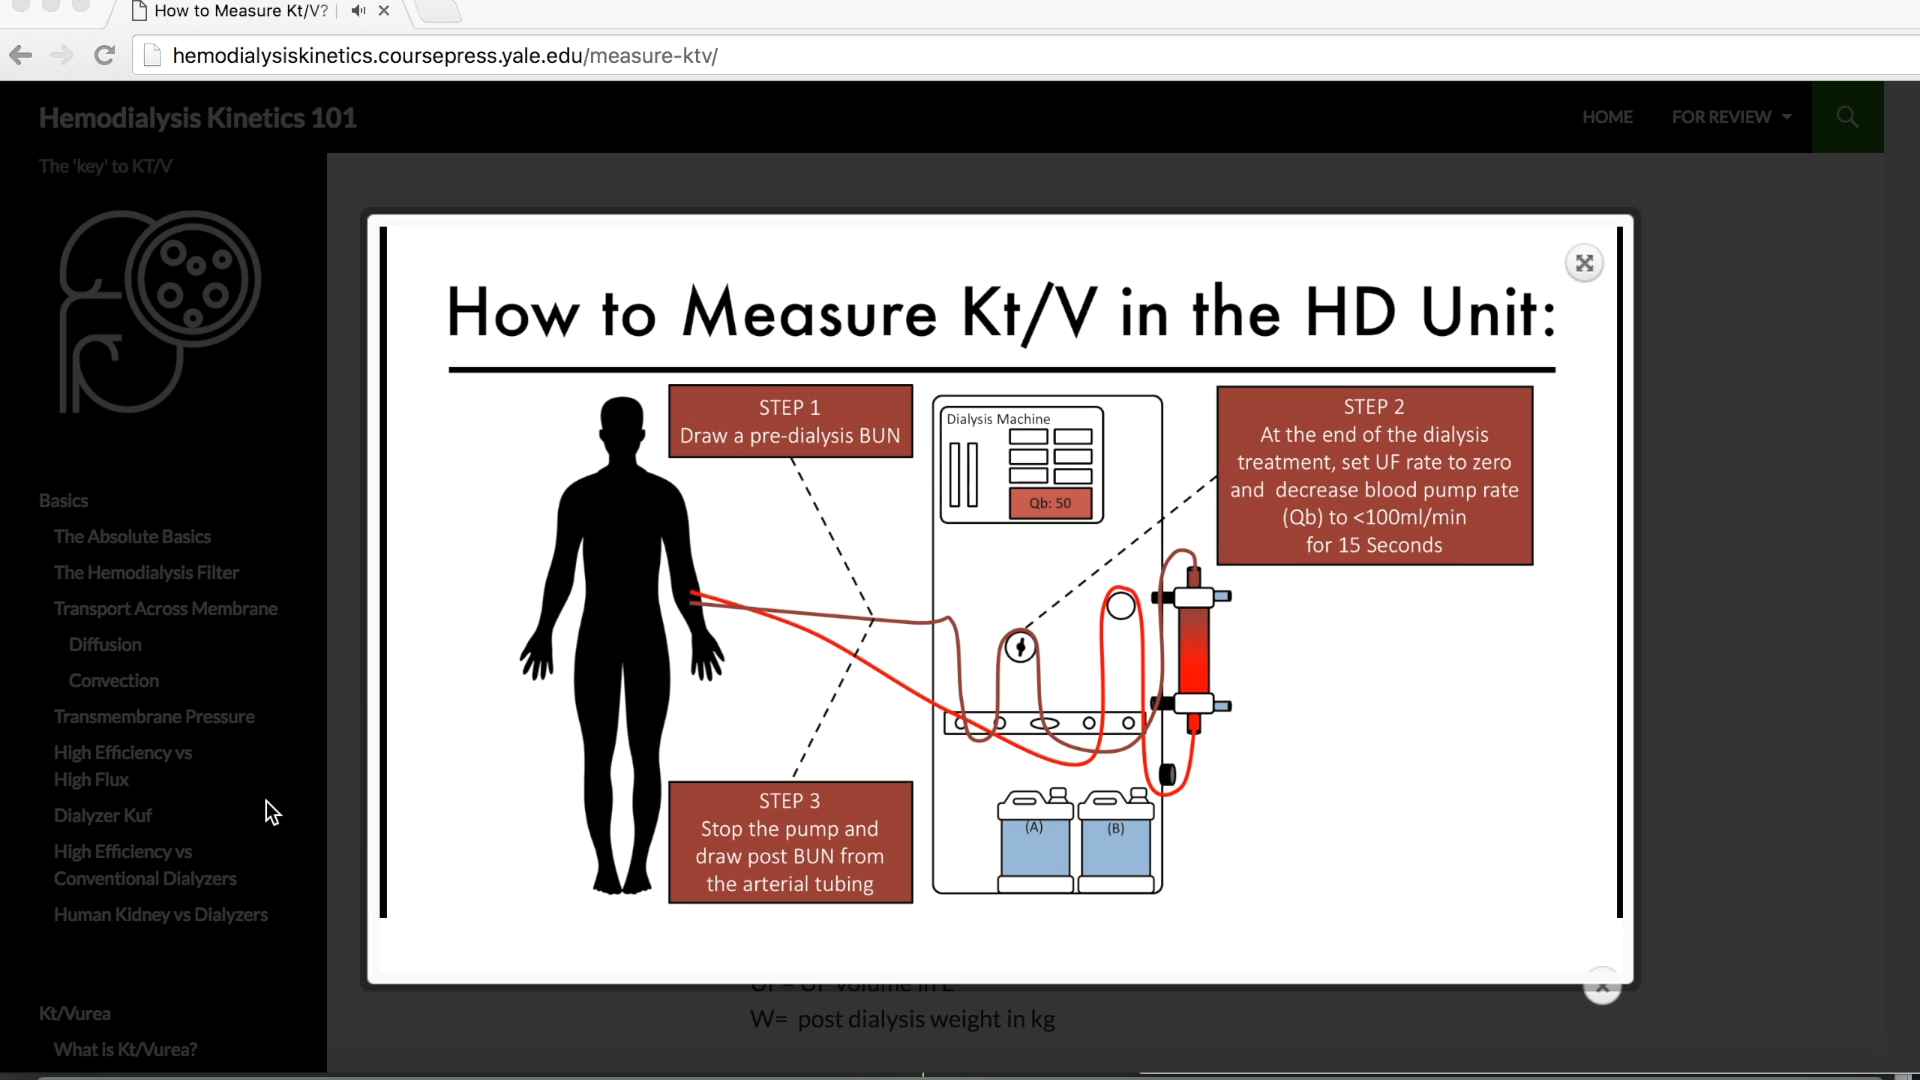 How to Measure Kt/V?
hemodialysiskinetics.coursepress.yale.edu/measure-ktv/
Hemodialysis Kinetics 101
HOME
FOR REVIEW
The 'key' to KT/V
Basics
The Absolute Basics
The Hemodialysis Filter
Transport Across Membrane
Diffusion
Convection
Transmembrane Pressure
High Efficiency vs
High Flux
Dialyzer Kuf
High Efficiency vs
Conventional Dialyzers
Human Kidney vs Dialyzers
Kt/Vurea
What is Kt/Vurea?
How to Measure Kt/V in the HD Unit:
STEP 1
Draw a pre-dialysis BUN
Dialysis Machine
Qb: 50
STEP 2
At the end of the dialysis
treatment, set UF rate to zero
and decrease blood pump rate
(Qb) to <100ml/min
for 15 Seconds
STEP 3
Stop the pump and
draw post BUN from
the arterial tubing
(A)
(B)
UF= UF volume in L
W= post dialysis weight in kg